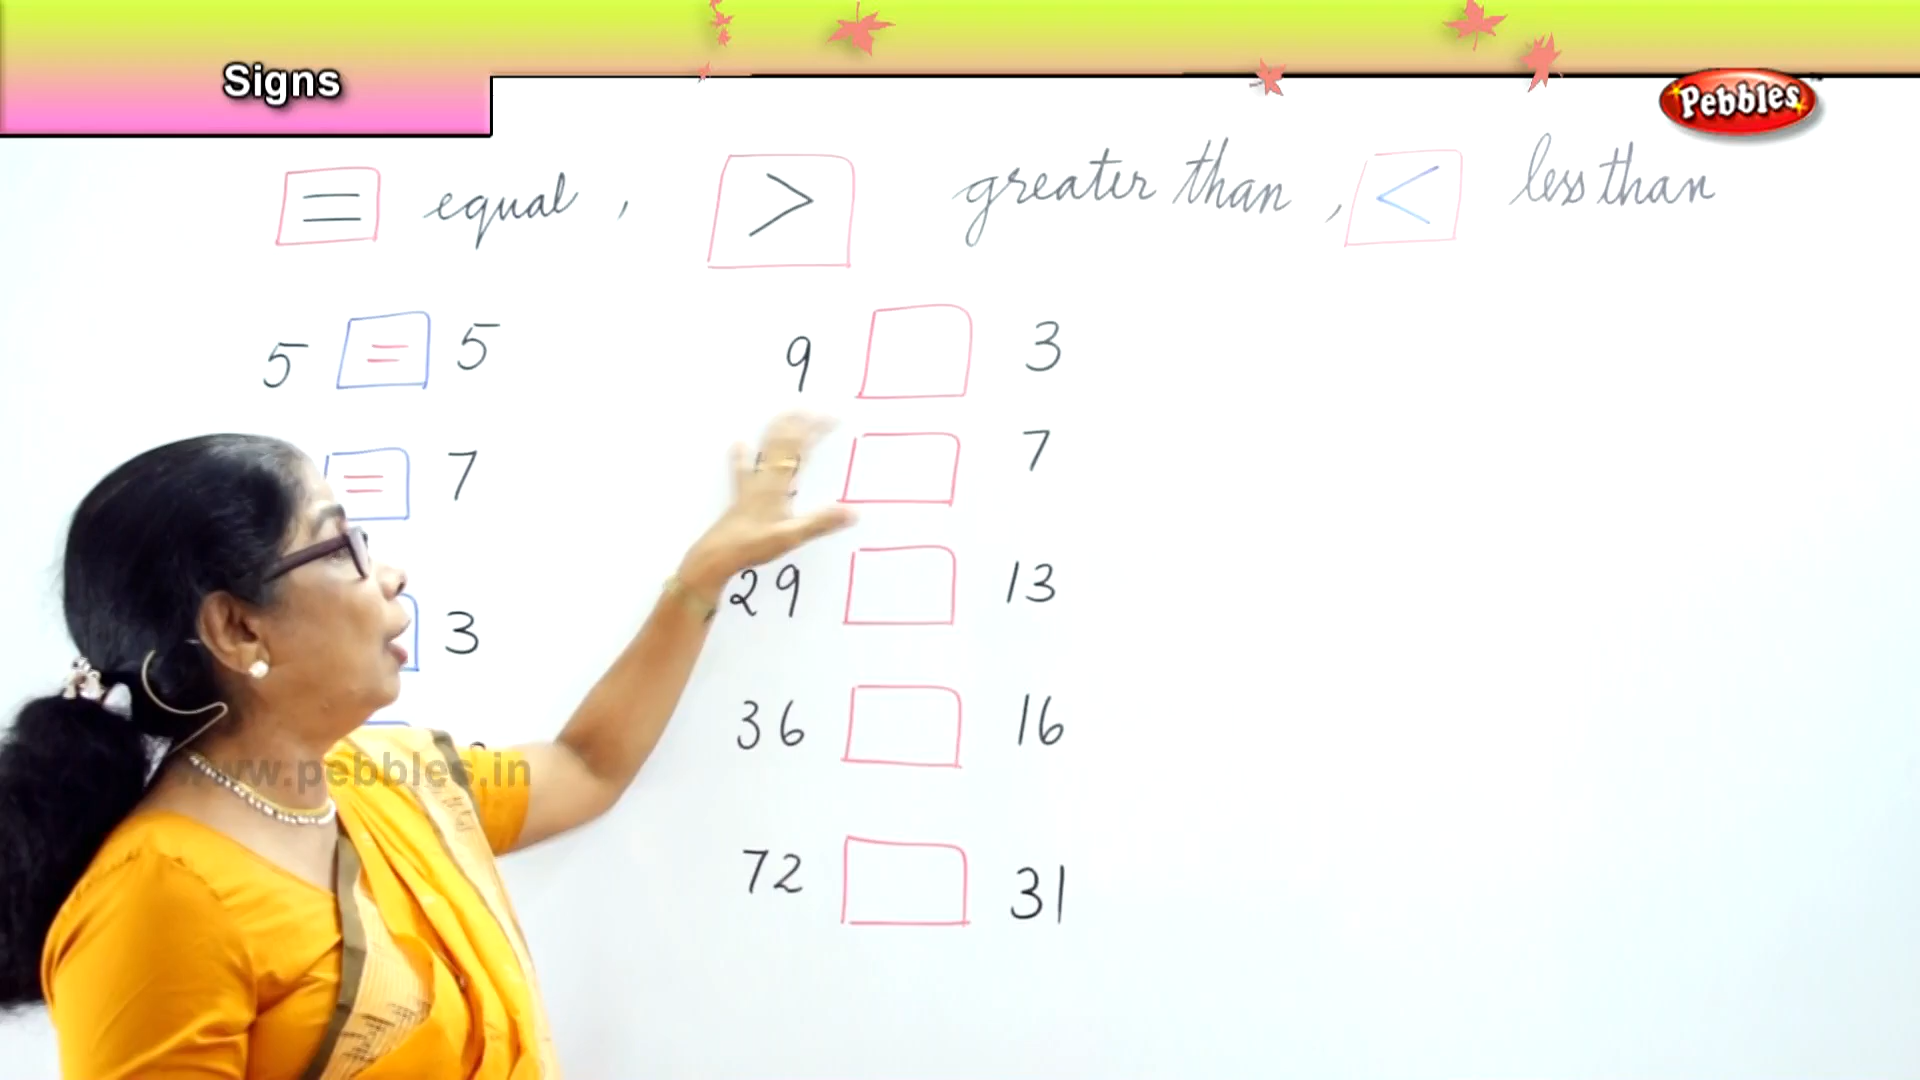 Signs
Pebbles
= equal , > greater than , < less than
5 = 5
9 3
= 7
7
3
29 13
36 16
www.pebbles.in
72 31